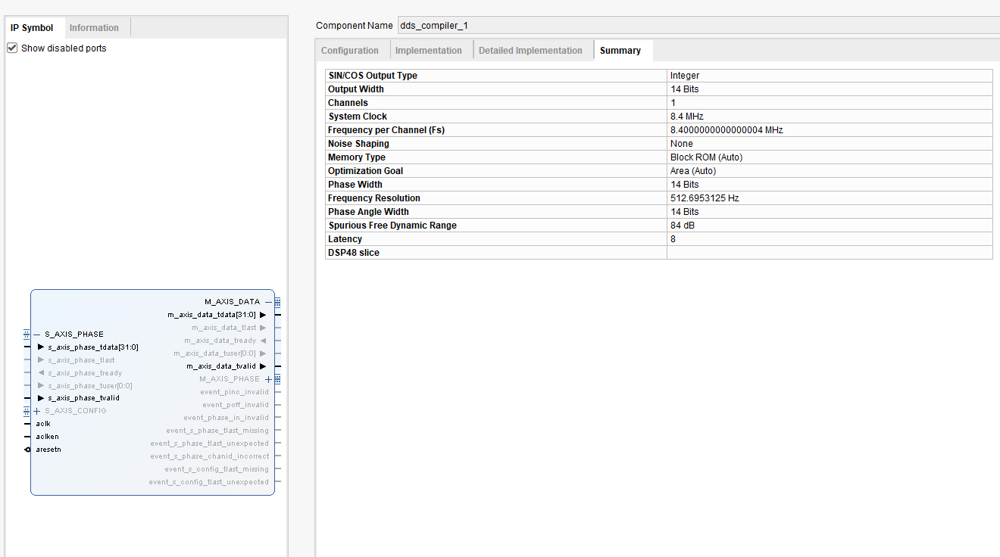 IP Symbol Information
Show disabled ports
M_AXIS_DATA
m_axis_data_tdata[31:0]
m_axis_data_tlast
S_AXIS_PHASE
m_axis_data_tready
s_axis_phase_tdata[31:0]
m_axis_data_tuser[0:0]
s_axis_phase_tlast
m_axis_data_tvalid
s_axis_phase_tready
M_AXIS_PHASE
s_axis_phase_tuser[0:0]
event_pinc_invalid
s_axis_phase_tvalid
event_poff_invalid
S_AXIS_CONFIG
event_phase_in_invalid
aclk
event_s_phase_tlast_missing
aclken
event_s_phase_tlast_unexpected
aresetn
event_s_phase_chanid_incorrect
event_s_config_tlast_missing
event_s_config_tlast_unexpected
Component Name dds_compiler_1
Configuration Implementation Detailed Implementation Summary
SIN/COS Output Type Integer
Output Width 14 Bits
Channels 1
System Clock 8.4 MHz
Frequency per Channel (Fs) 8.4000000000000004 MHz
Noise Shaping None
Memory Type Block ROM (Auto)
Optimization Goal Area (Auto)
Phase Width 14 Bits
Frequency Resolution 512.6953125 Hz
Phase Angle Width 14 Bits
Spurious Free Dynamic Range 84 dB
Latency 8
DSP48 slice